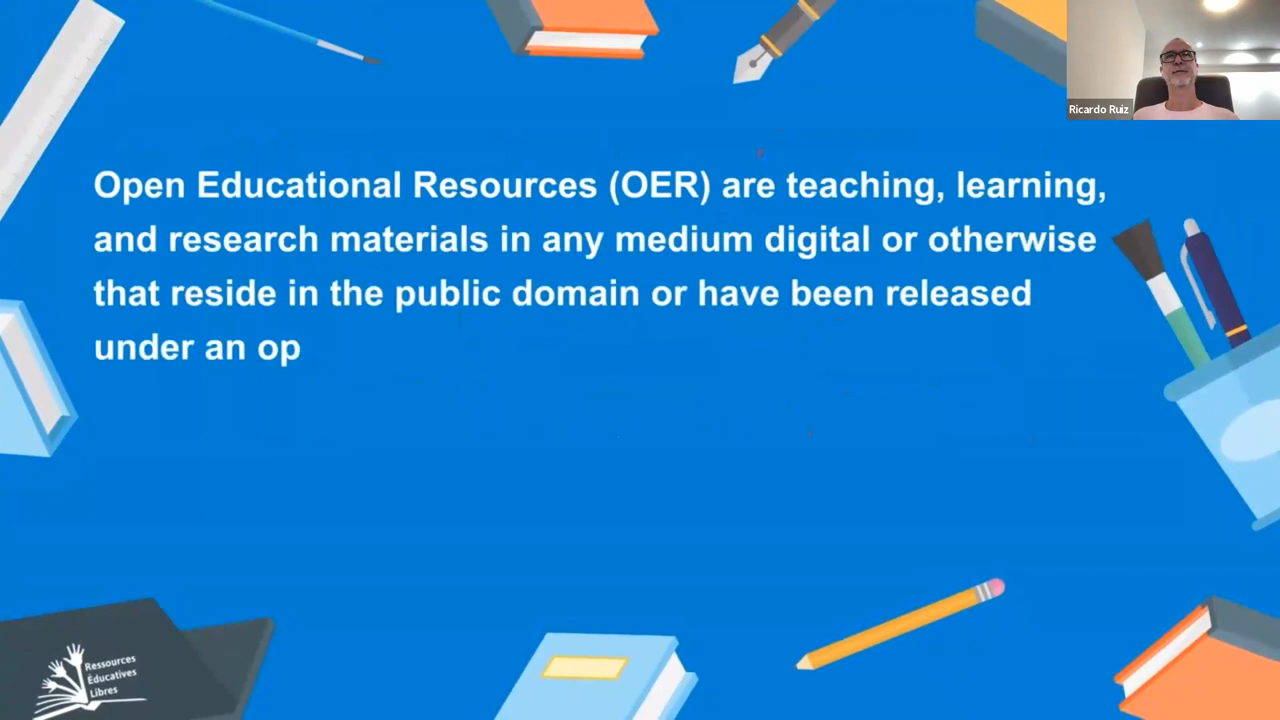 Ricardo Ruiz
Open Educational Resources (OER) are teaching, learning,
and research materials in any medium digital or otherwise
that reside in the public domain or have been released
under an op
Ressources
Éducatives
Libres